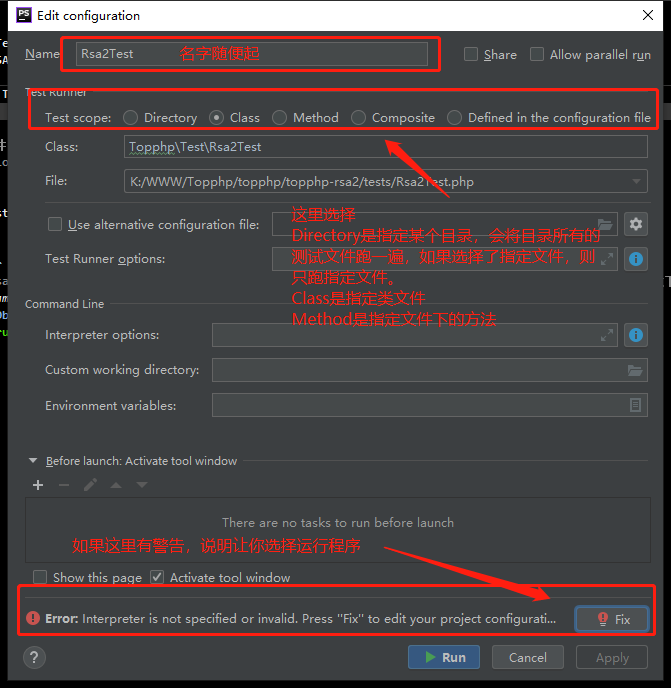 PS Edit configuration
Name: Rsa2Test 名字随便起 Share Allow parallel run
Test Runner
Test scope: Directory Class Method Composite Defined in the configuration file
Class: Topphp\Test\Rsa2Test
File: K:/WWW/Topphp/topphp/topphp-rsa2/tests/Rsa2Test.php
这里选择
Use alternative configuration file:
Directory是指定某个目录，会将目录所有的
测试文件跑一遍，如果选择了指定文件，则
Test Runner options:
只跑指定文件。
Class是指定类文件
Command Line
Method是指定文件下的方法
Interpreter options:
Custom working directory:
Environment variables:
Before launch: Activate tool window
There are no tasks to run before launch
如果这里有警告，说明让你选择运行程序
Show this page Activate tool window
Error: Interpreter is not specified or invalid. Press "Fix" to edit your project configurati... Fix
? Run Cancel Apply